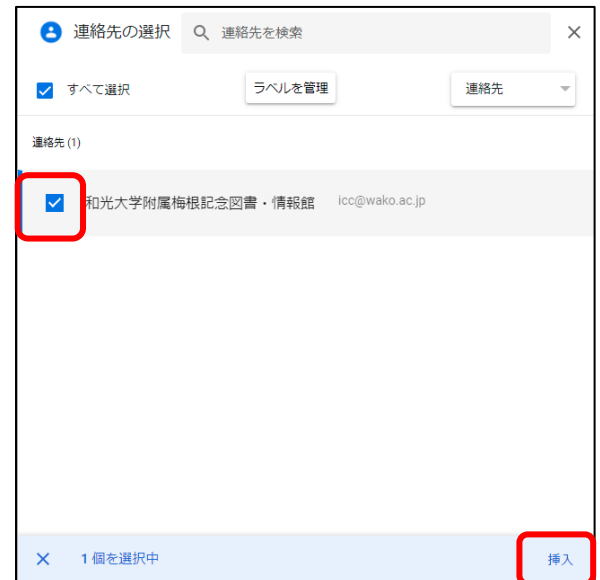 連絡先の選択 連絡先を検索
すべて選択 ラベルを管理 連絡先
連絡先 (1)
和光大学附属梅根記念図書・情報館 icc@wako.ac.jp
1 個を選択中 挿入